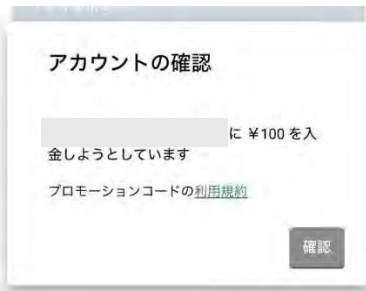 アカウントの確認
に ¥100 を入
金しようとしています
プロモーションコードの利用規約
確認